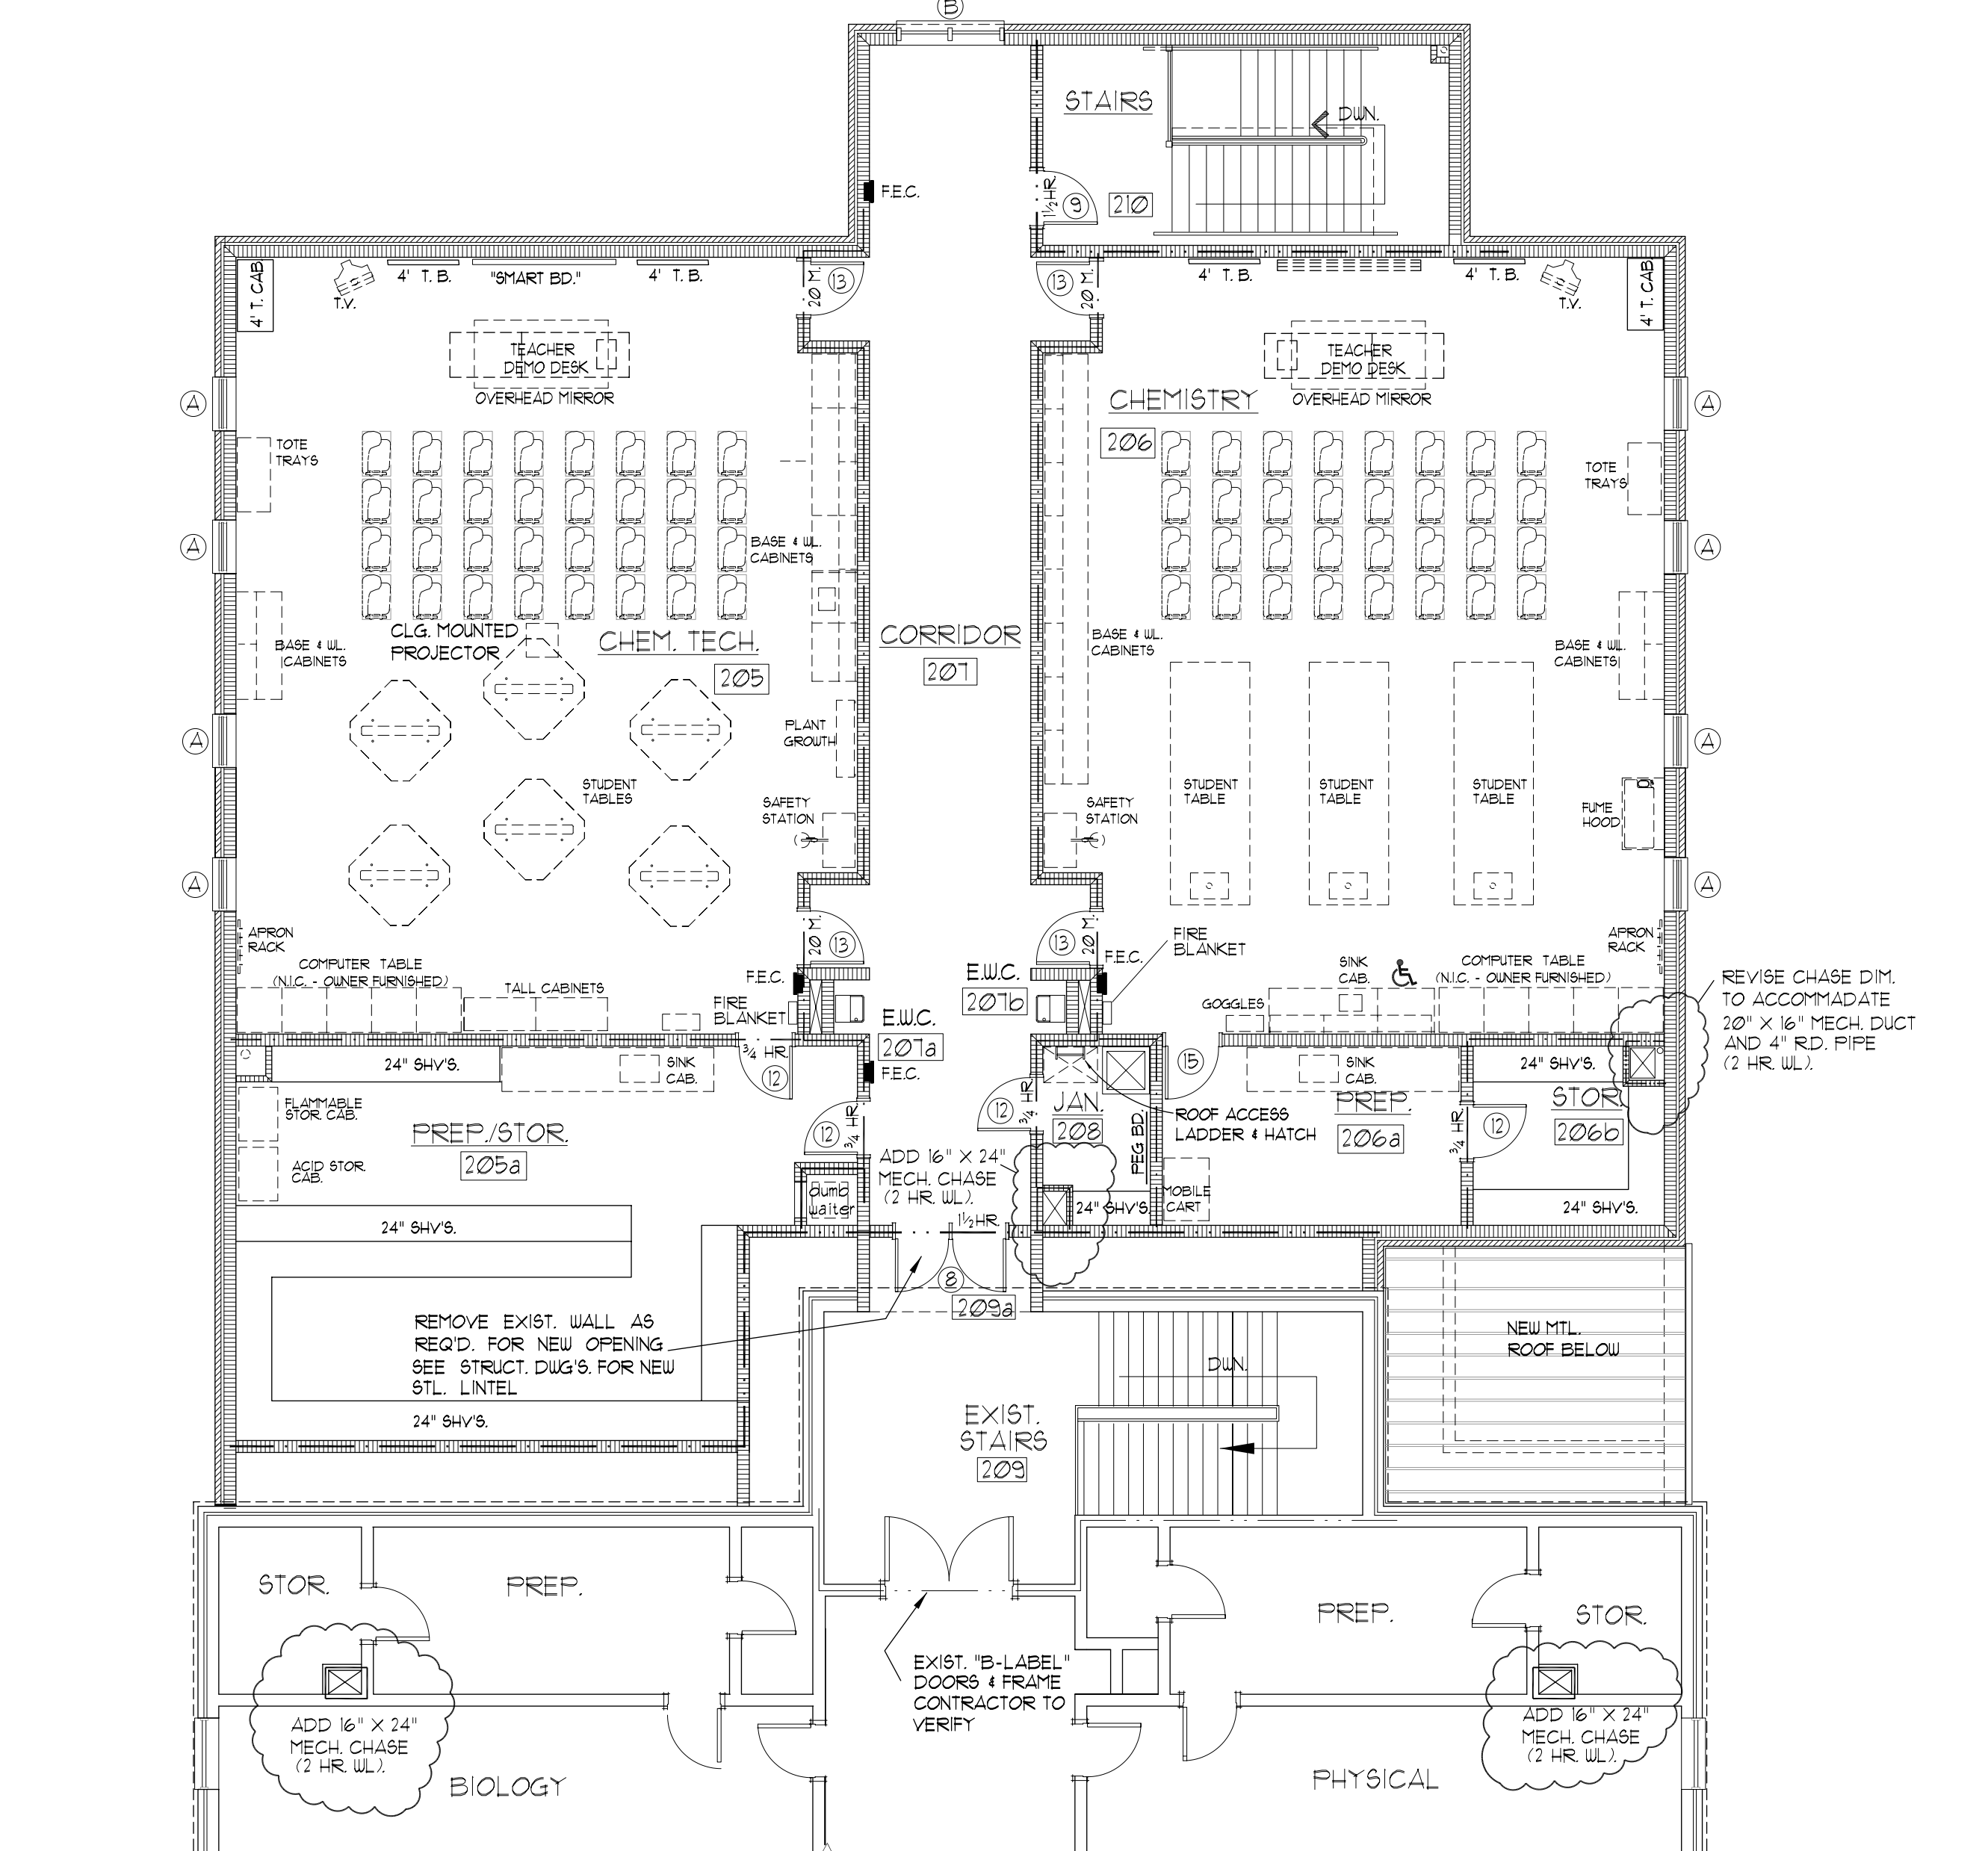 B
STAIRS
DWN.
F.E.C.
1½ HR.
9
210
4' T. CAB.
T.V.
4' T. B.
"SMART BD."
4' T. B.
20 M.
13
13
20 M.
4' T. B.
4' T. B.
T.V.
4' T. CAB.
TEACHER
DEMO DESK
OVERHEAD MIRROR
CHEMISTRY
206
TEACHER
DEMO DESK
OVERHEAD MIRROR
A
A
TOTE
TRAYS
TOTE
TRAYS
A
A
BASE & WL.
CABINETS
CLG. MOUNTED
PROJECTOR
CHEM. TECH.
205
CORRIDOR
207
BASE & WL.
CABINETS
BASE & WL.
CABINETS
BASE & WL.
CABINETS
A
A
PLANT
GROWTH
STUDENT
TABLES
SAFETY
STATION
SAFETY
STATION
STUDENT
TABLE
STUDENT
TABLE
STUDENT
TABLE
FUME
HOOD
A
A
APRON
RACK
20 M.
13
13
20 M.
FIRE
BLANKET
APRON
RACK
COMPUTER TABLE
(N.I.C. - OWNER FURNISHED)
TALL CABINETS
F.E.C.
FIRE
BLANKET
E.W.C.
207b
F.E.C.
E.W.C.
207a
GOGGLES
SINK
CAB.
COMPUTER TABLE
(N.I.C. - OWNER FURNISHED)
REVISE CHASE DIM.
TO ACCOMMADATE
20" X 16" MECH. DUCT
AND 4" R.D. PIPE
(2 HR. WL).
24" SHV'S.
SINK
CAB.
3/4 HR.
12
F.E.C.
15
SINK
CAB.
24" SHV'S.
FLAMMABLE
STOR. CAB.
ACID STOR.
CAB.
PREP./STOR.
205a
12
3/4 HR.
12
3/4 HR.
JAN.
208
ROOF ACCESS
LADDER & HATCH
PEG BD.
PREP.
206a
3/4 HR.
12
STOR.
206b
dumb
waiter
ADD 16" X 24"
MECH. CHASE
(2 HR. WL).
1½ HR.
24" SHV'S.
MOBILE
CART
24" SHV'S.
24" SHV'S.
8
209a
REMOVE EXIST. WALL AS
REQ'D. FOR NEW OPENING
SEE STRUCT. DWG'S. FOR NEW
STL. LINTEL
24" SHV'S.
DWN.
NEW MTL.
ROOF BELOW
EXIST.
STAIRS
209
STOR.
PREP.
PREP.
STOR.
EXIST. "B-LABEL"
DOORS & FRAME
CONTRACTOR TO
VERIFY
ADD 16" X 24"
MECH. CHASE
(2 HR. WL).
ADD 16" X 24"
MECH. CHASE
(2 HR. WL).
BIOLOGY
PHYSICAL